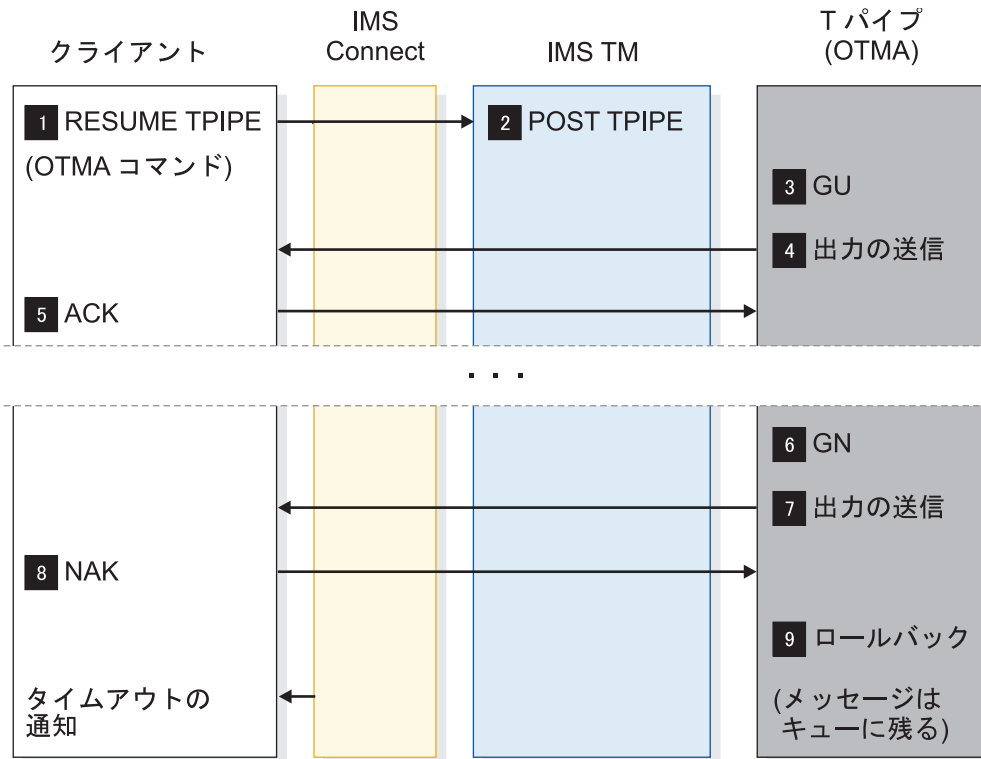 クライアント
IMS
Connect
IMS TM
T パイプ
(OTMA)
1 RESUME TPIPE
(OTMA コマンド)
2 POST TPIPE
3 GU
4 出力の送信
5 ACK
. . .
6 GN
7 出力の送信
8 NAK
9 ロールバック
タイムアウトの
通知
(メッセージは
キューに残る)